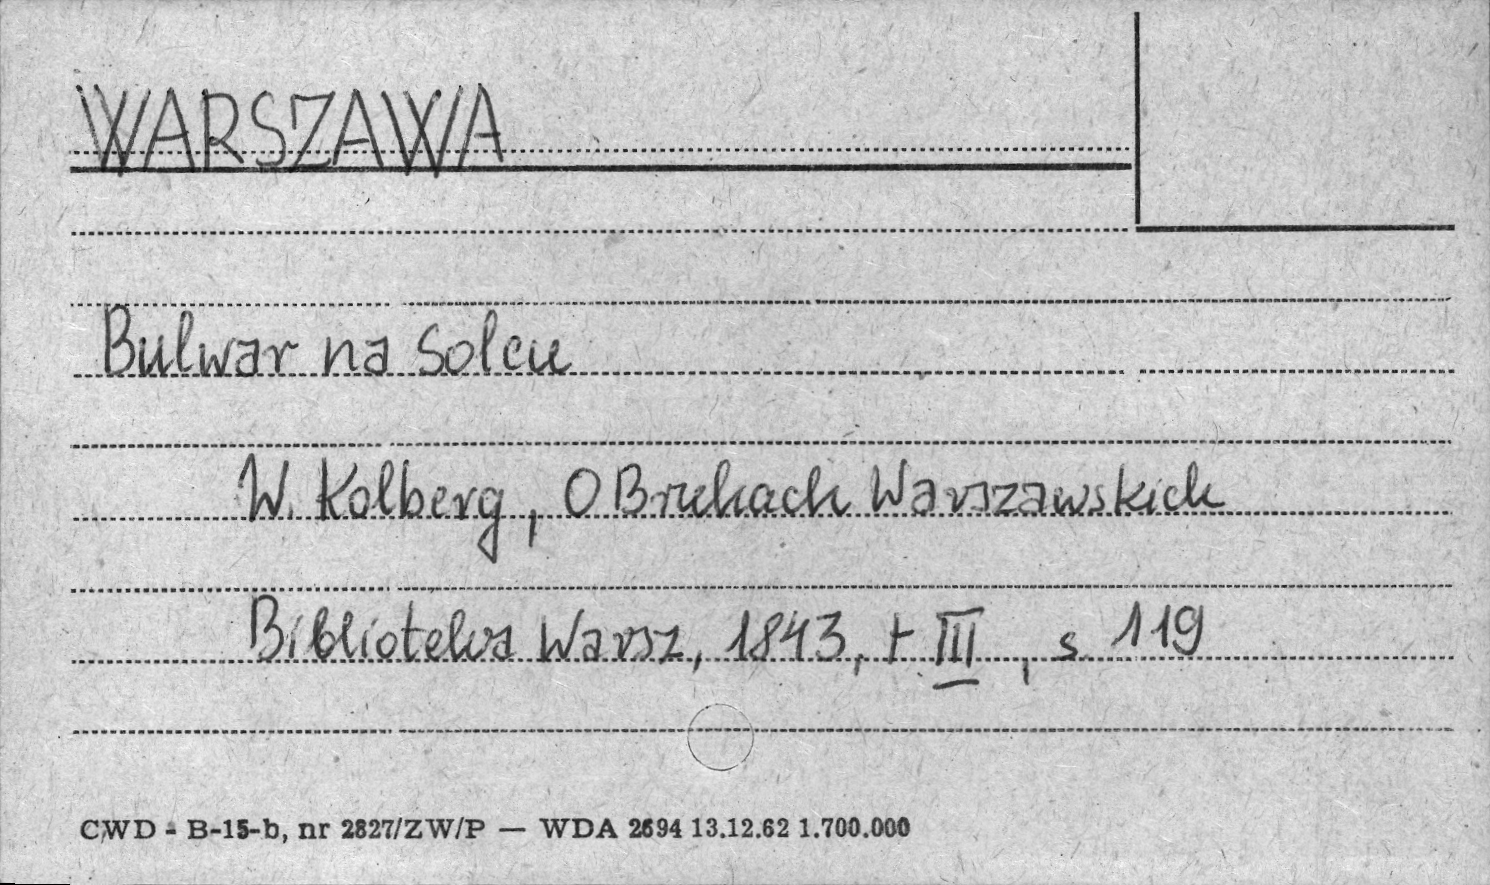 WARSZAWA
Bulwar na Solcu
W. Kolberg, O Brukach Warszawskich
Biblioteka Warsz, 1843, t III, s 119
CWD - B-15-b, nr 2827/ZW/P — WDA 2694 13.12.62 1.700.000